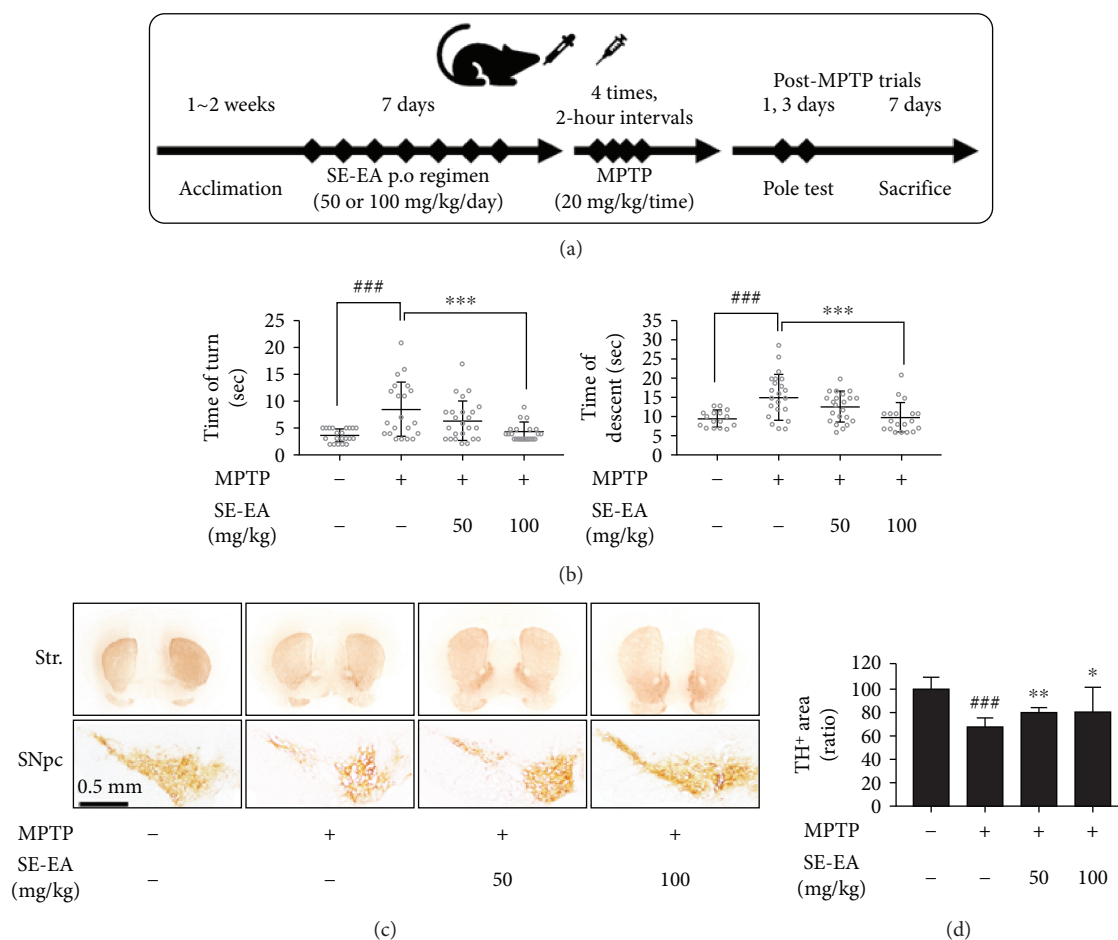 Post-MPTP trials
1~2 weeks
7 days
4 times,
2-hour intervals
1, 3 days
7 days
Acclimation
SE-EA p.o regimen
(50 or 100 mg/kg/day)
MPTP
(20 mg/kg/time)
Pole test
Sacrifice
(a)
###
***
Time of turn
(sec)
25
20
15
10
5
0
MPTP
− + + +
SE-EA
(mg/kg)
− − 50 100
###
***
Time of
descent (sec)
35
30
25
20
15
10
5
0
− + + +
− − 50 100
(b)
Str.
SNpc
0.5 mm
MPTP
− + + +
SE-EA
(mg/kg)
− − 50 100
(c)
TH⁺ area
(ratio)
120
100
80
60
40
20
0
###
**
*
MPTP
− + + +
SE-EA
(mg/kg)
− − 50 100
(d)